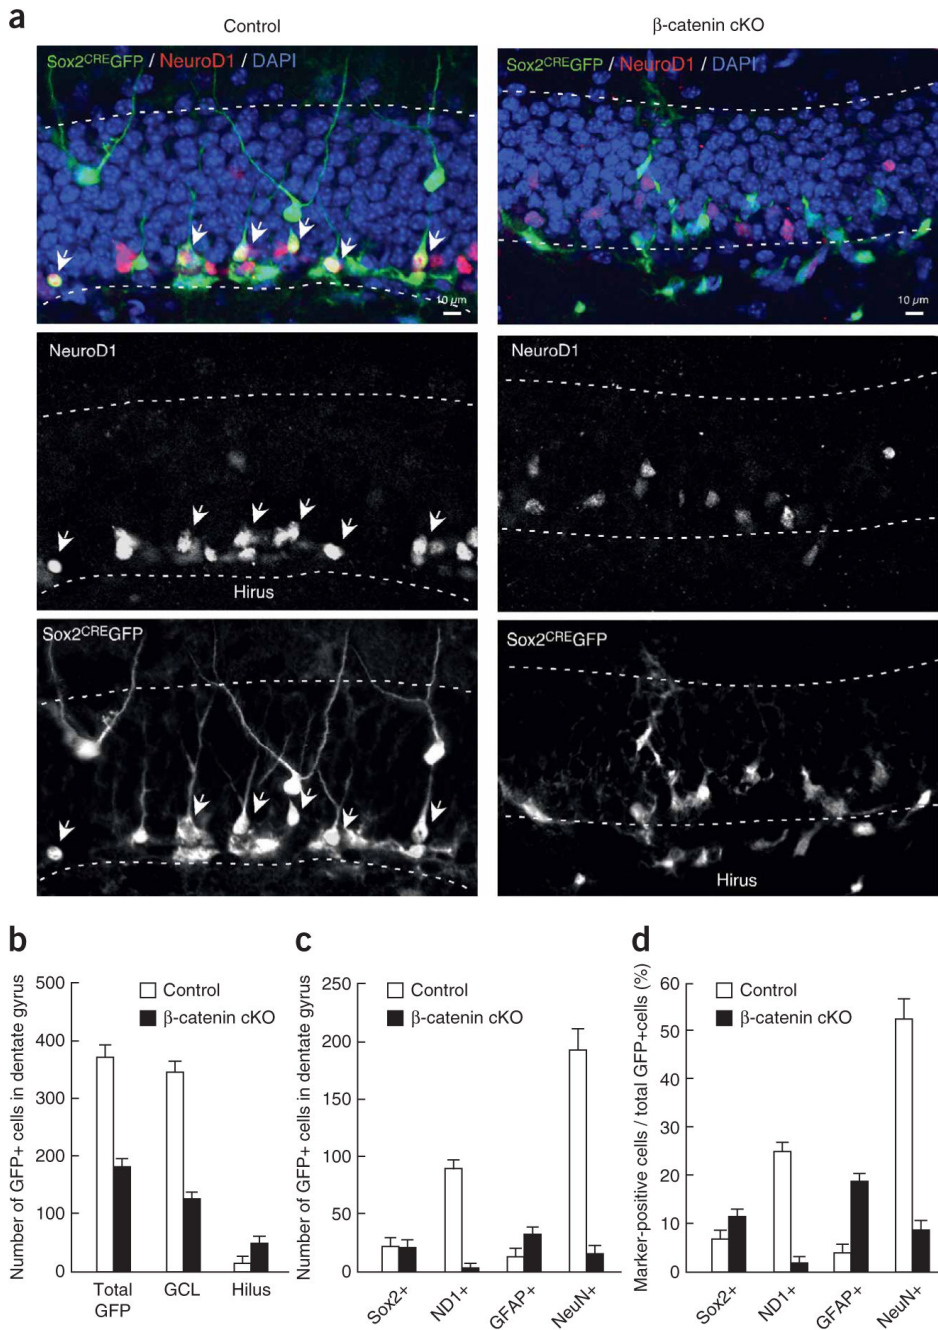 a
Control
β-catenin cKO
Sox2CREGFP / NeuroD1 / DAPI
Sox2CREGFP / NeuroD1 / DAPI
10 µm
10 µm
NeuroD1
NeuroD1
Hirus
Sox2CREGFP
Sox2CREGFP
Hirus
b
Number of GFP+ cells in dentate gyrus
500
400
300
200
100
0
Control
β-catenin cKO
Total GFP
GCL
Hilus
c
Number of GFP+ cells in dentate gyrus
250
200
150
100
50
0
Control
β-catenin cKO
Sox2+
ND1+
GFAP+
NeuN+
d
Marker-positive cells / total GFP+cells (%)
60
50
40
30
20
10
0
Control
β-catenin cKO
Sox2+
ND1+
GFAP+
NeuN+